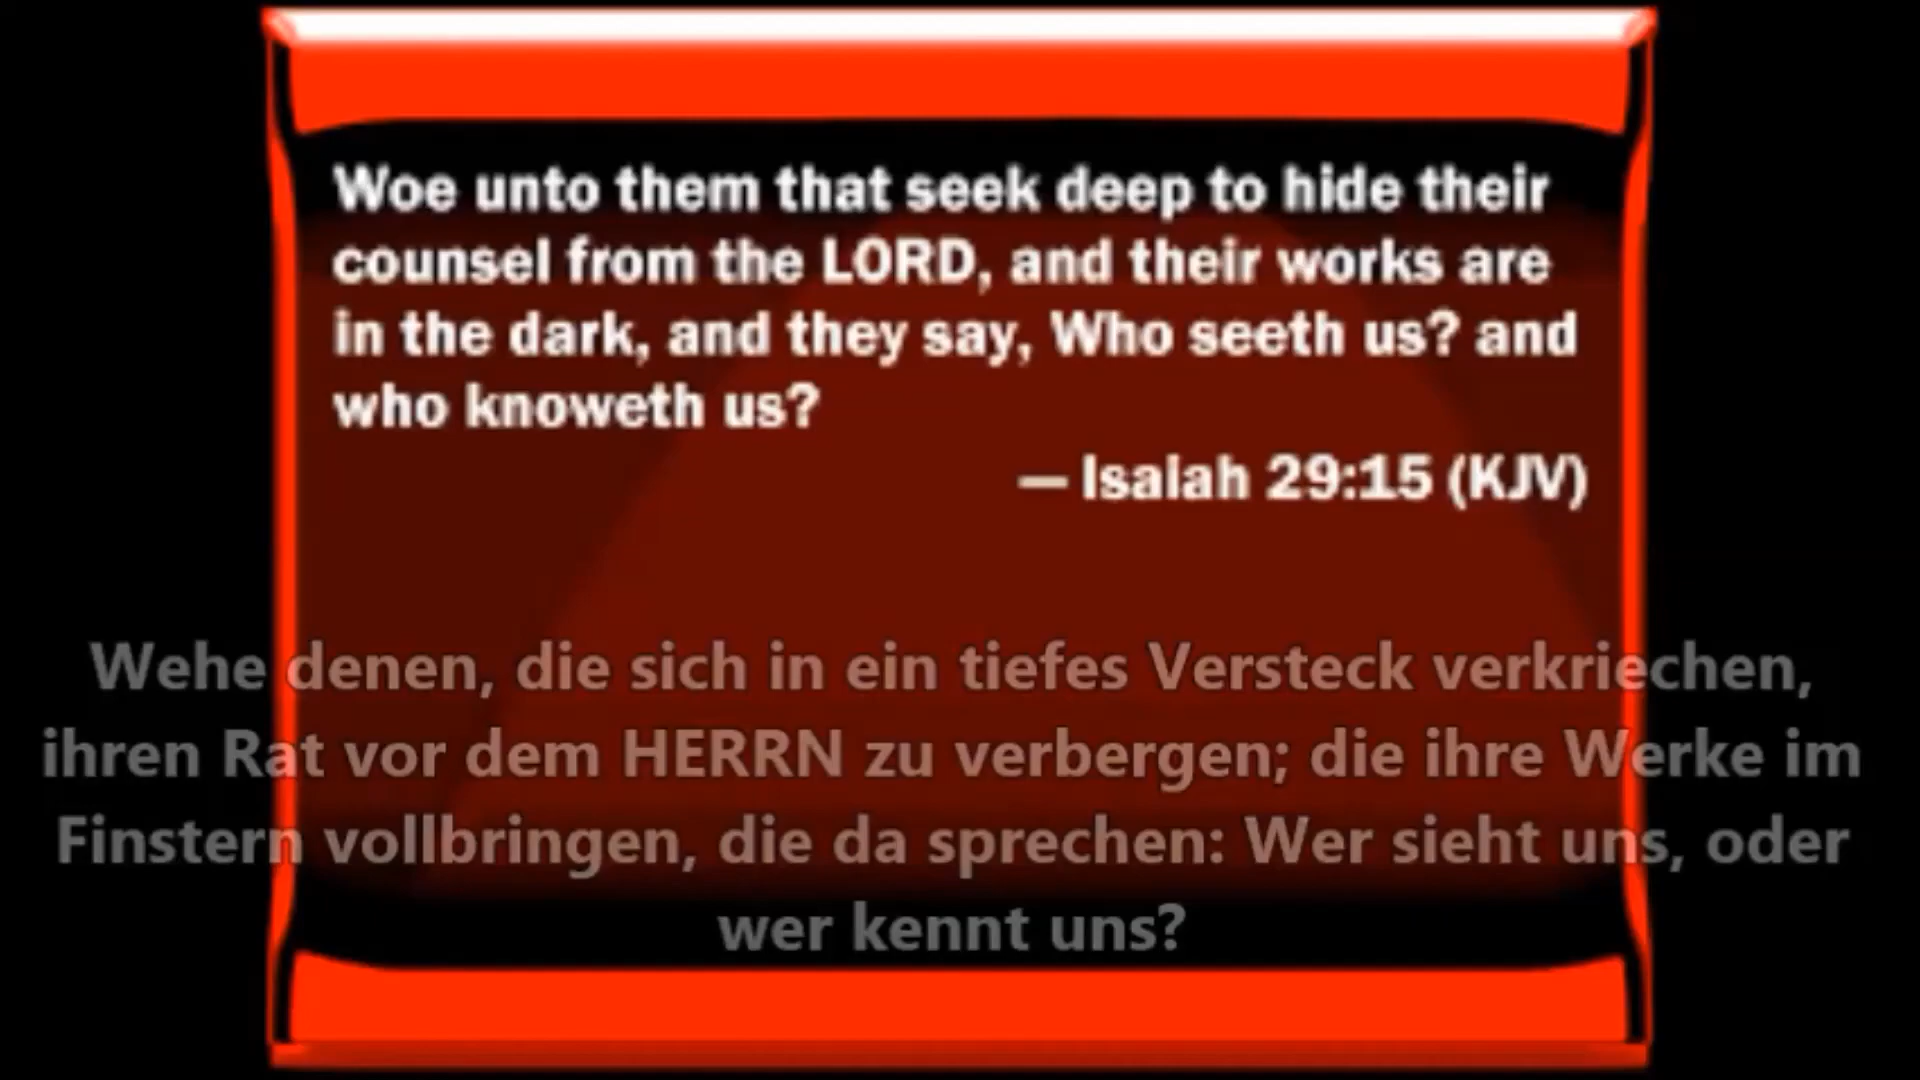 Woe unto them that seek deep to hide their
counsel from the LORD, and their works are
in the dark, and they say, Who seeth us? and
who knoweth us?
— Isaiah 29:15 (KJV)
Wehe denen, die sich in ein tiefes Versteck verkriechen,
ihren Rat vor dem HERRN zu verbergen; die ihre Werke im
Finstern vollbringen, die da sprechen: Wer sieht uns, oder
wer kennt uns?